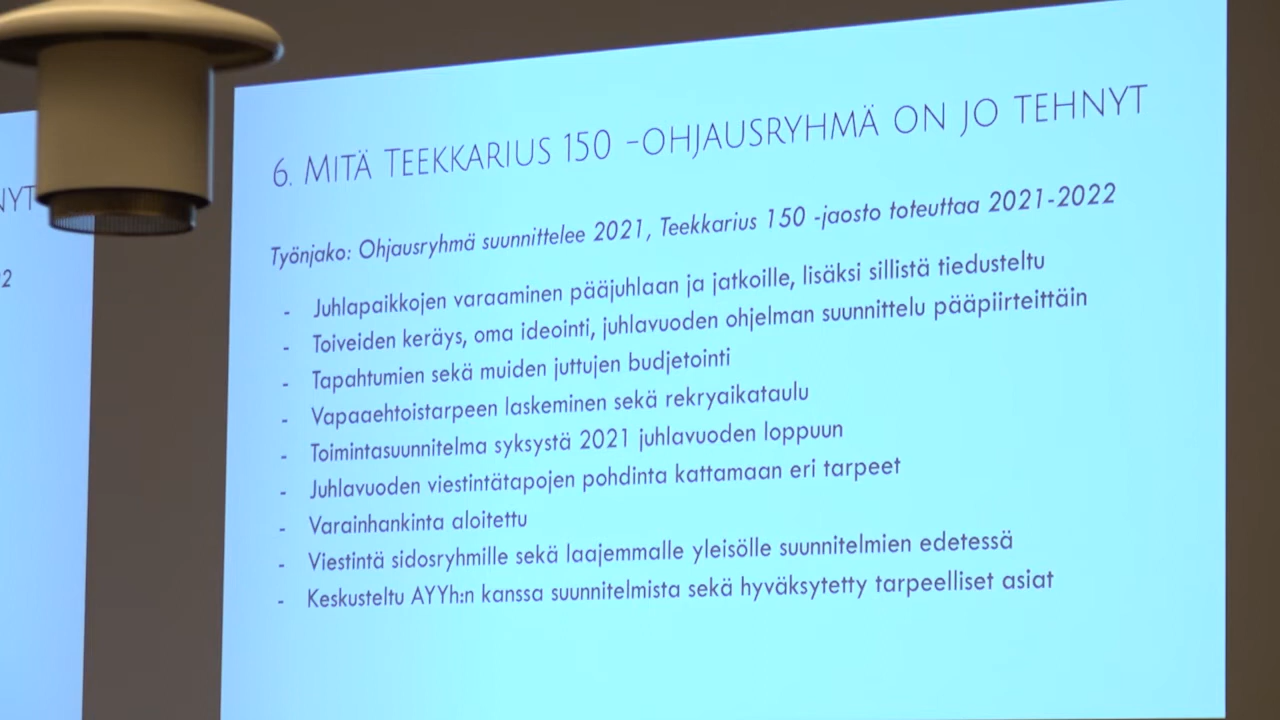 6. MITÄ TEEKKARIUS 150 -OHJAUSRYHMÄ ON JO TEHNYT
Työnjako: Ohjausryhmä suunnittelee 2021, Teekkarius 150 -jaosto toteuttaa 2021-2022
- Juhlapaikkojen varaaminen pääjuhlaan ja jatkoille, lisäksi sillistä tiedusteltu
- Toiveiden keräys, oma ideointi, juhlavuoden ohjelman suunnittelu pääpiirteittäin
- Tapahtumien sekä muiden juttujen budjetointi
- Vapaaehtoistarpeen laskeminen sekä rekryaikataulu
- Toimintasuunnitelma syksystä 2021 juhlavuoden loppuun
- Juhlavuoden viestintätapojen pohdinta kattamaan eri tarpeet
- Varainhankinta aloitettu
- Viestintä sidosryhmille sekä laajemmalle yleisölle suunnitelmien edetessä
- Keskusteltu AYYh:n kanssa suunnitelmista sekä hyväksytetty tarpeelliset asiat